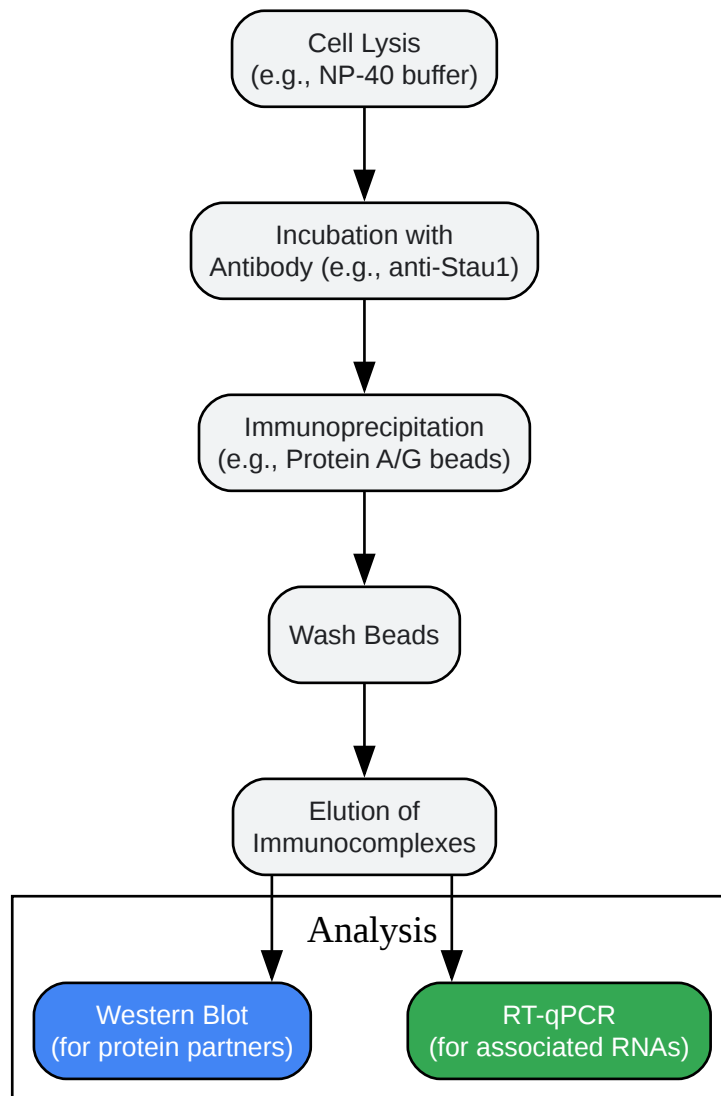 Cell Lysis
(e.g., NP-40 buffer)
Incubation with
Antibody (e.g., anti-Stau1)
Immunoprecipitation
(e.g., Protein A/G beads)
Wash Beads
Elution of
Immunocomplexes
Analysis
Western Blot
(for protein partners)
RT-qPCR
(for associated RNAs)